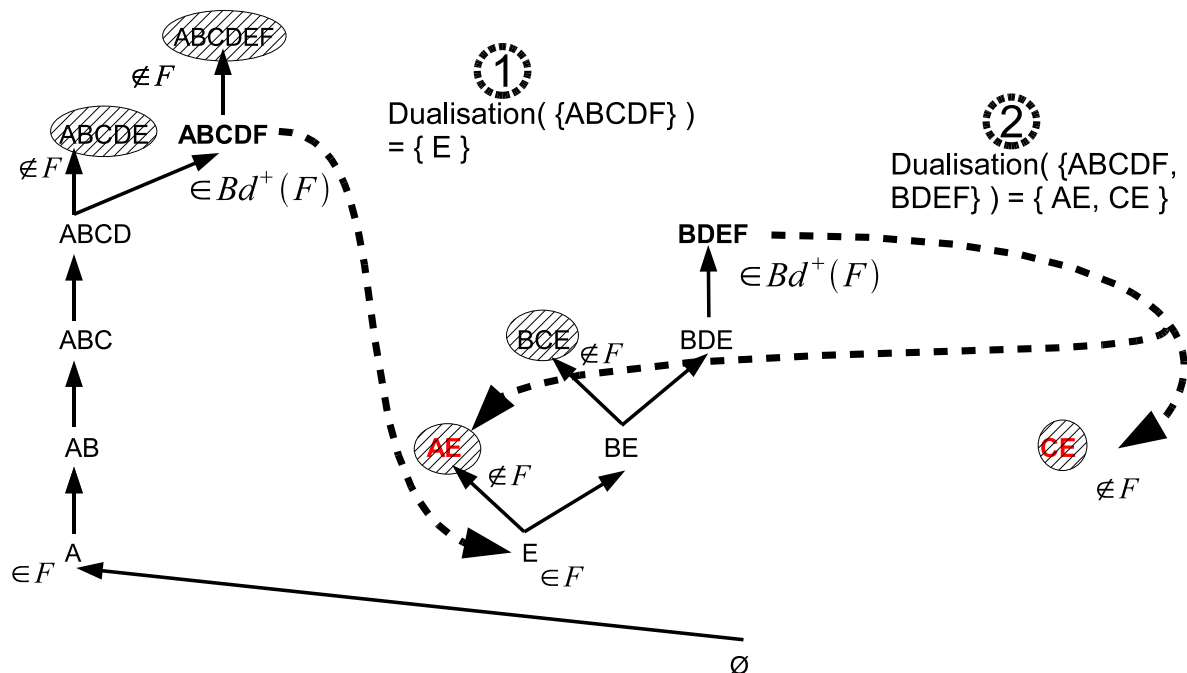 ABCDEF
∉F
1
Dualisation( {ABCDF} )
= { E }
ABCDE
ABCDF
∉F
∈Bd⁺(F)
2
Dualisation( {ABCDF,
BDEF} ) = { AE, CE }
ABCD
BDEF
∈Bd⁺(F)
ABC
BCE
∉F
BDE
AB
AE
∉F
BE
CE
∉F
A
∈F
E
∈F
Ø